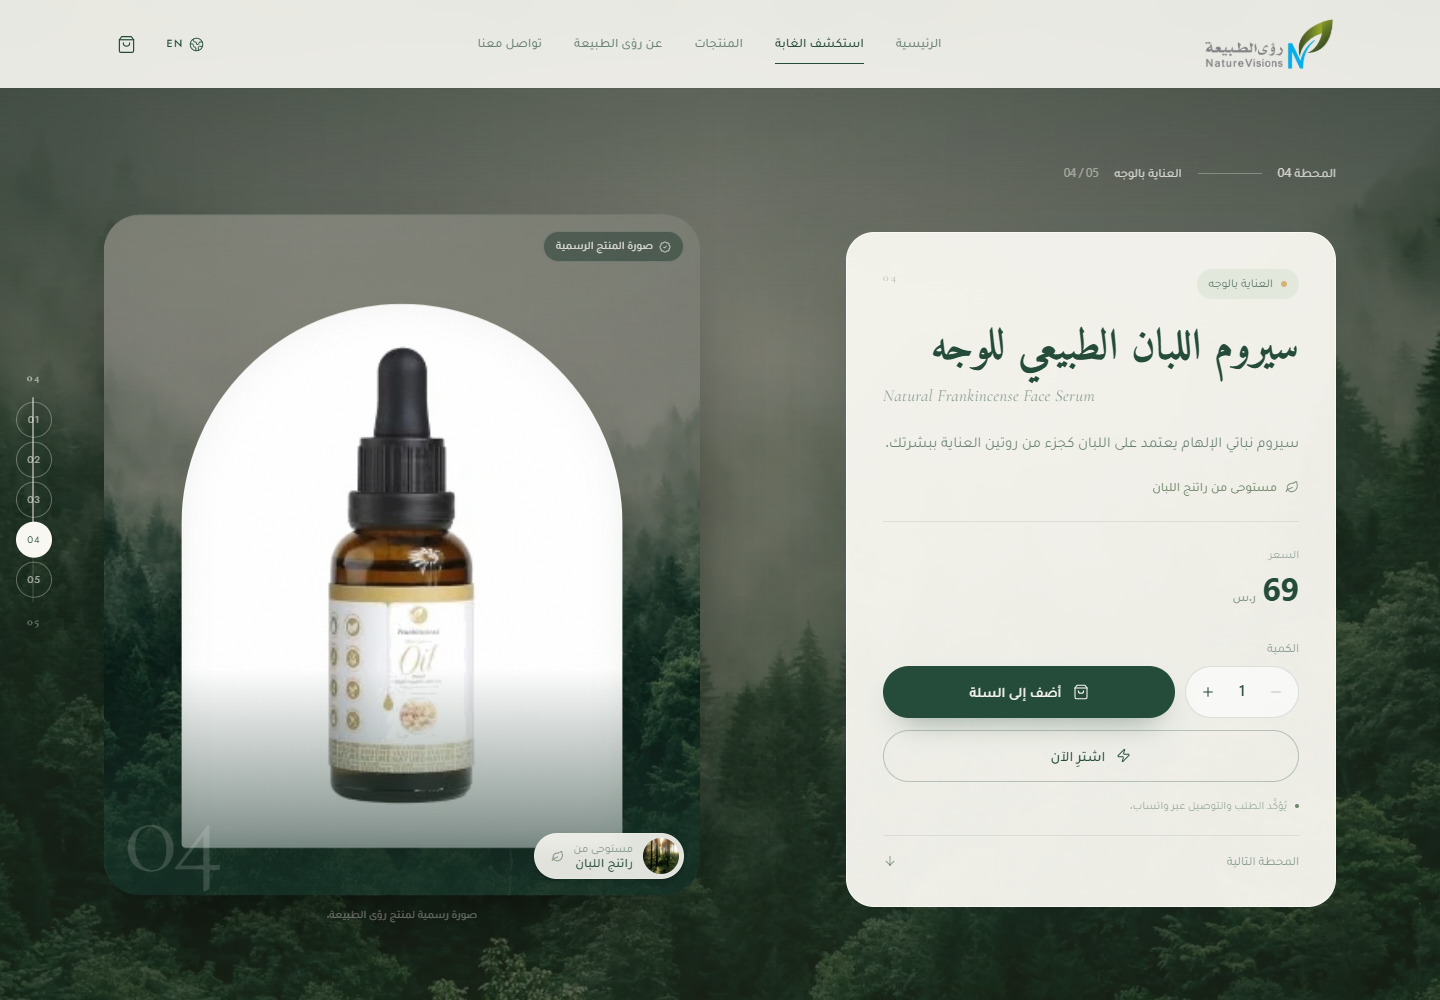 رؤى الطبيعة
NatureVisions
الرئيسية
استكشف الغابة
المنتجات
عن رؤى الطبيعة
تواصل معنا
EN
المحطة 04
العناية بالوجه
04 / 05
العناية بالوجه
04
سيروم اللبان الطبيعي للوجه
Natural Frankincense Face Serum
سيروم نباتي الإلهام يعتمد على اللبان كجزء من روتين العناية ببشرتك.
مستوحى من راتنج اللبان
السعر
69 ر.س
الكمية
1
أضف إلى السلة
اشترِ الآن
يُؤكَّد الطلب والتوصيل عبر واتساب.
المحطة التالية
صورة المنتج الرسمية
Frankincense
Oil
04
مستوحى من
راتنج اللبان
صورة رسمية لمنتج رؤى الطبيعة.
04
01
02
03
04
05
05